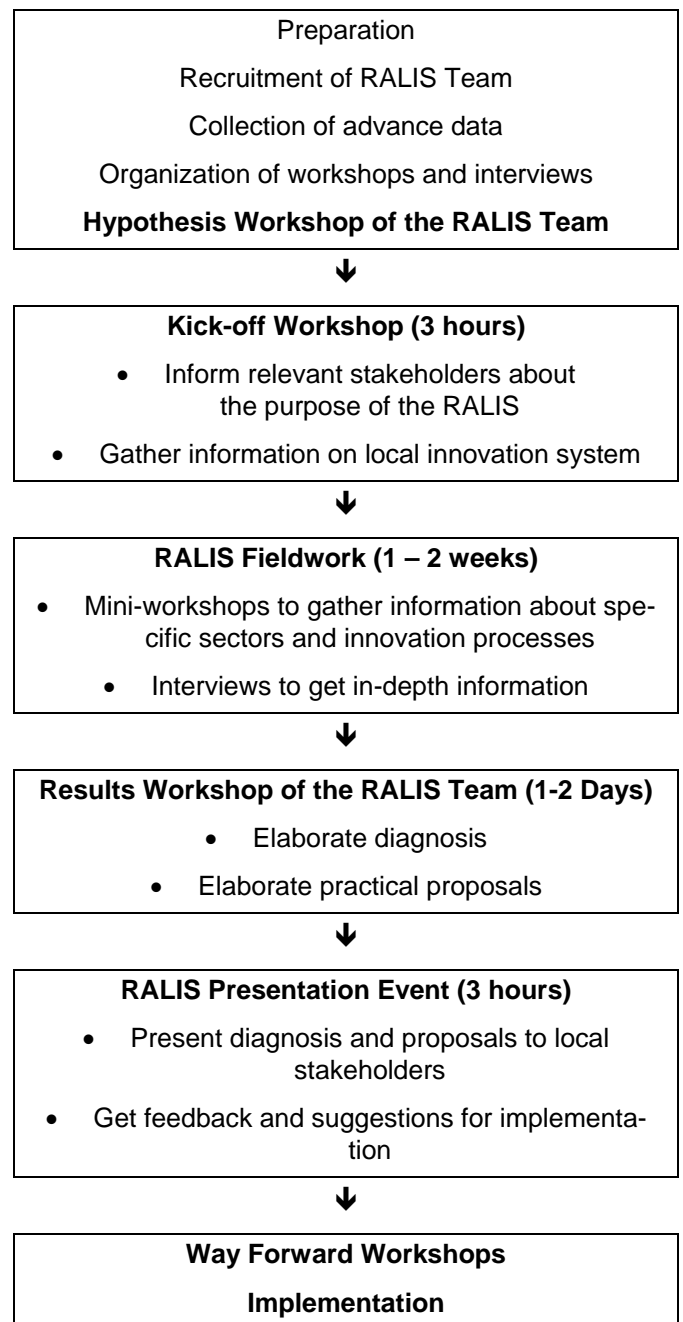 Preparation
Recruitment of RALIS Team
Collection of advance data
Organization of workshops and interviews
Hypothesis Workshop of the RALIS Team
🡻
Kick-off Workshop (3 hours)
• Inform relevant stakeholders about
the purpose of the RALIS
• Gather information on local innovation system
🡻
RALIS Fieldwork (1 – 2 weeks)
• Mini-workshops to gather information about spe-
cific sectors and innovation processes
• Interviews to get in-depth information
🡻
Results Workshop of the RALIS Team (1-2 Days)
• Elaborate diagnosis
• Elaborate practical proposals
🡻
RALIS Presentation Event (3 hours)
• Present diagnosis and proposals to local
stakeholders
• Get feedback and suggestions for implementa-
tion
🡻
Way Forward Workshops
Implementation